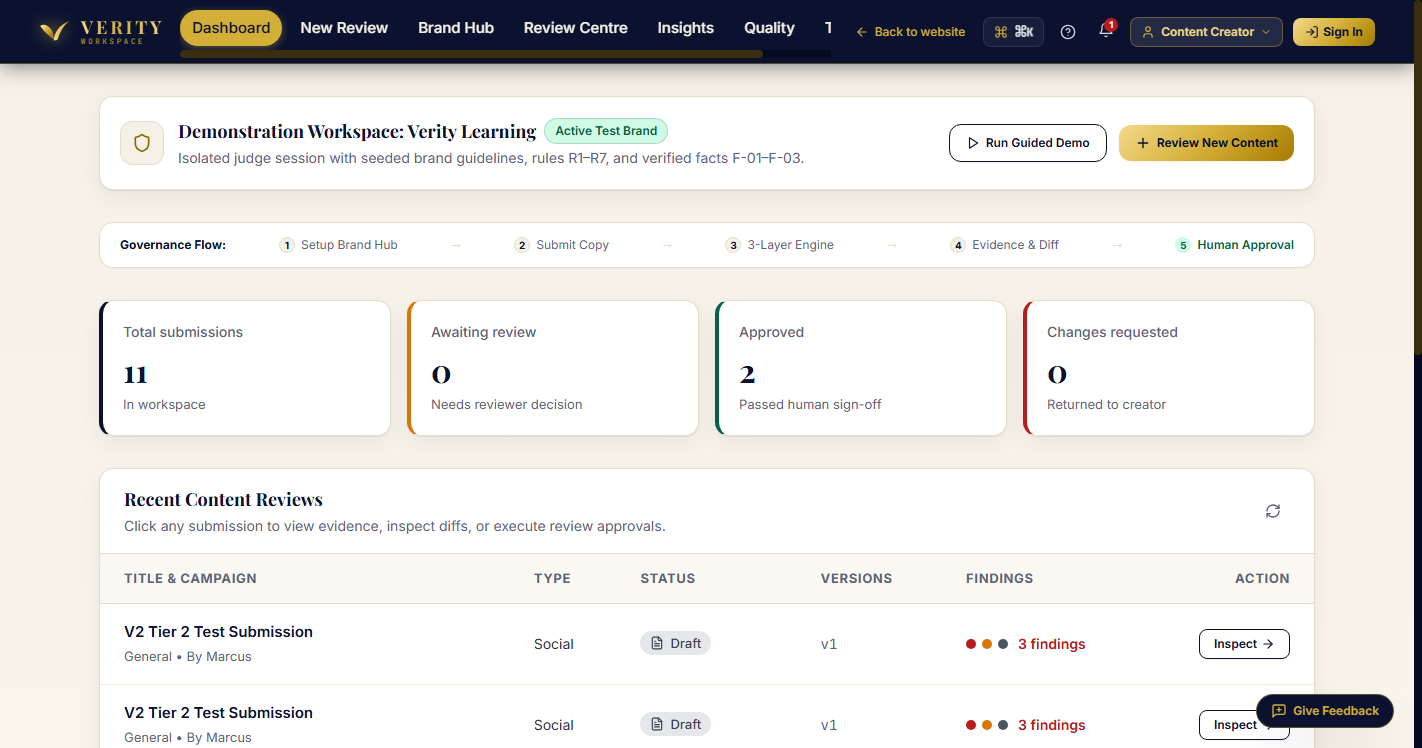 VERITY
WORKSPACE
Dashboard New Review Brand Hub Review Centre Insights Quality T
Back to website
⌘ ⌘K
1
Content Creator
Sign In
Demonstration Workspace: Verity Learning Active Test Brand
Isolated judge session with seeded brand guidelines, rules R1–R7, and verified facts F-01–F-03.
Run Guided Demo
+ Review New Content
Governance Flow: 1 Setup Brand Hub → 2 Submit Copy → 3 3-Layer Engine → 4 Evidence & Diff → 5 Human Approval
Total submissions
11
In workspace
Awaiting review
0
Needs reviewer decision
Approved
2
Passed human sign-off
Changes requested
0
Returned to creator
Recent Content Reviews
Click any submission to view evidence, inspect diffs, or execute review approvals.
TITLE & CAMPAIGN TYPE STATUS VERSIONS FINDINGS ACTION
V2 Tier 2 Test Submission
General • By Marcus
Social Draft v1 3 findings Inspect →
V2 Tier 2 Test Submission
General • By Marcus
Social Draft v1 3 findings Inspect
Give Feedback